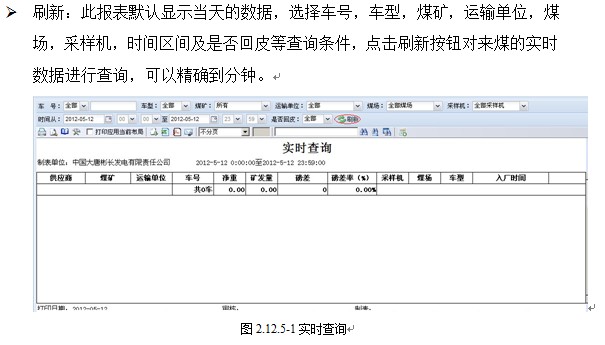 刷新：此报表默认显示当天的数据，选择车号，车型，煤矿，运输单位，煤
场，采样机，时间区间及是否回皮等查询条件，点击刷新按钮对来煤的实时
数据进行查询，可以精确到分钟。
车 号: 全部 车型: 全部 煤矿: 所有 运输单位: 全部 煤场: 全部煤场 采样机: 全部采样机
时间从: 2012-05-12 00 00 至 2012-05-12 23 59 是否回皮: 全部 刷新
打印应用当前布局 不分页
实时查询
制表单位：中国大唐彬长发电有限责任公司 2012-5-12 0:00:00至2012-5-12 23:59:00
供应商 煤矿 运输单位 车号 净重 矿发量 磅差 磅差率（%） 采样机 煤场 车型 入厂时间
共0车 0.00 0.00 0 0.00%
打印日期：2012-05-12 审核: 制表:
图 2.12.5-1 实时查询